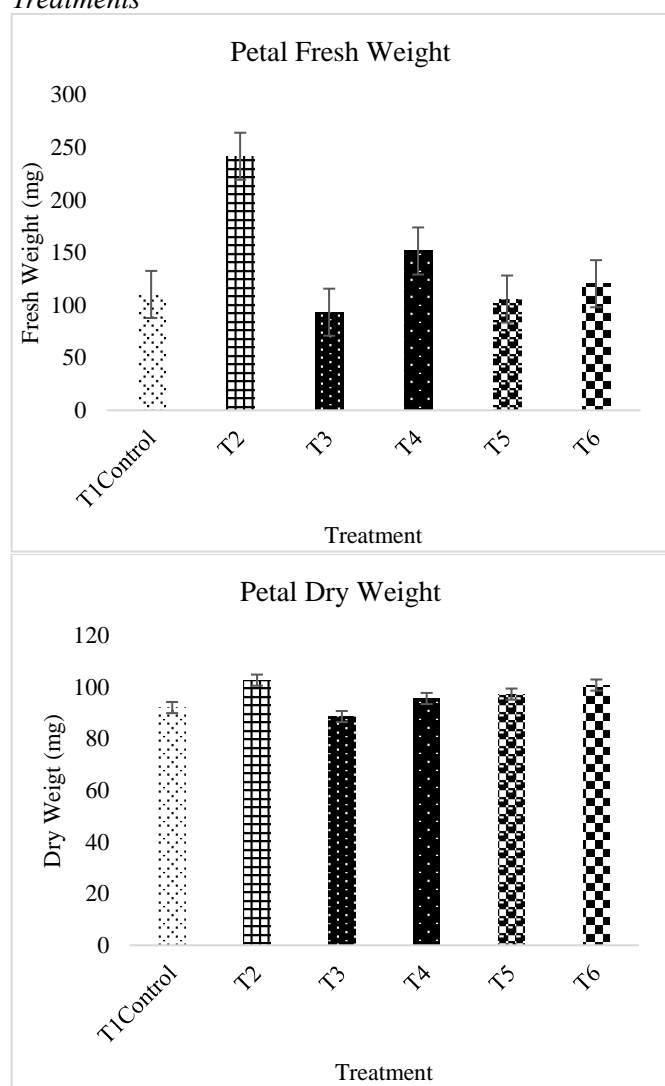 Treatments
Petal Fresh Weight
300
250
200
150
100
50
0
Fresh Weight (mg)
T1Control
T2
T3
T4
T5
T6
Treatment
Petal Dry Weight
120
100
80
60
40
20
0
Dry Weigt (mg)
T1Control
T2
T3
T4
T5
T6
Treatment